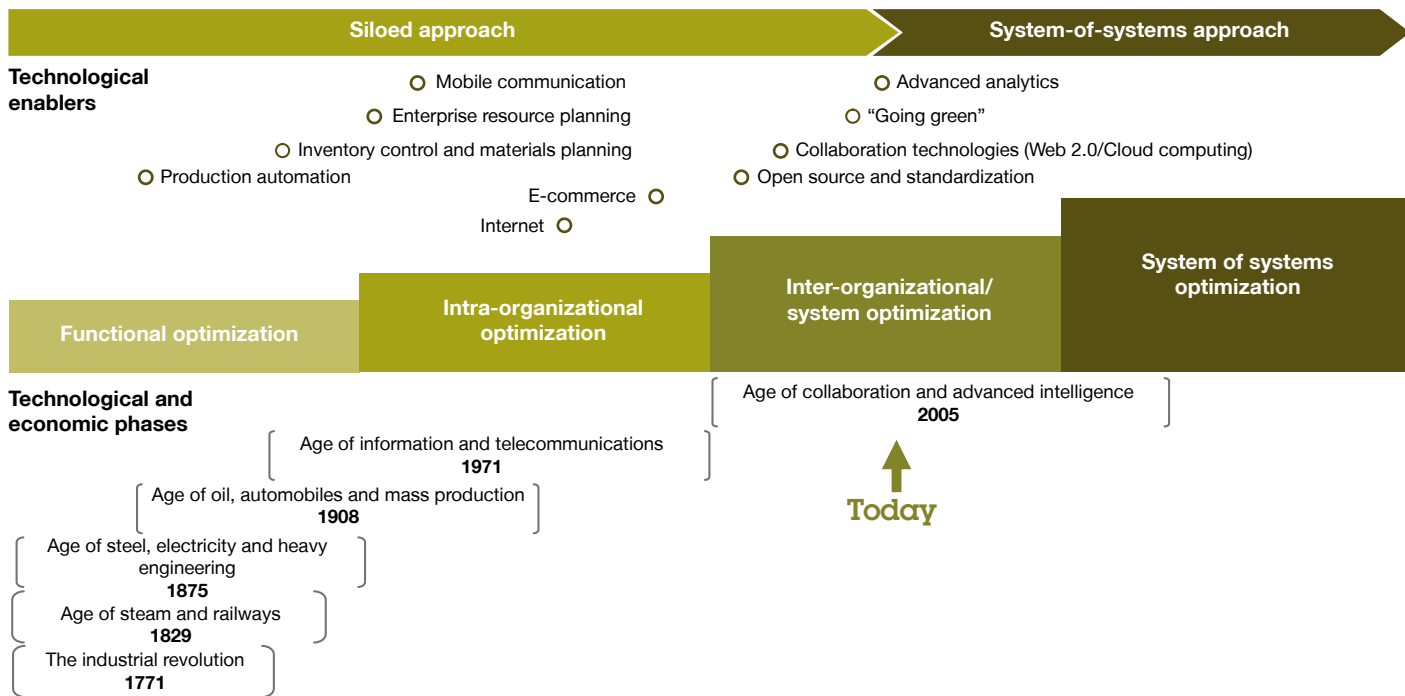 Siloed approach
System-of-systems approach
Technological
enablers
Mobile communication
Advanced analytics
Enterprise resource planning
“Going green”
Inventory control and materials planning
Collaboration technologies (Web 2.0/Cloud computing)
Production automation
Open source and standardization
E-commerce
Internet
Functional optimization
Intra-organizational
optimization
Inter-organizational/
system optimization
System of systems
optimization
Technological and
economic phases
Age of collaboration and advanced intelligence
2005
Age of information and telecommunications
1971
Today
Age of oil, automobiles and mass production
1908
Age of steel, electricity and heavy
engineering
1875
Age of steam and railways
1829
The industrial revolution
1771